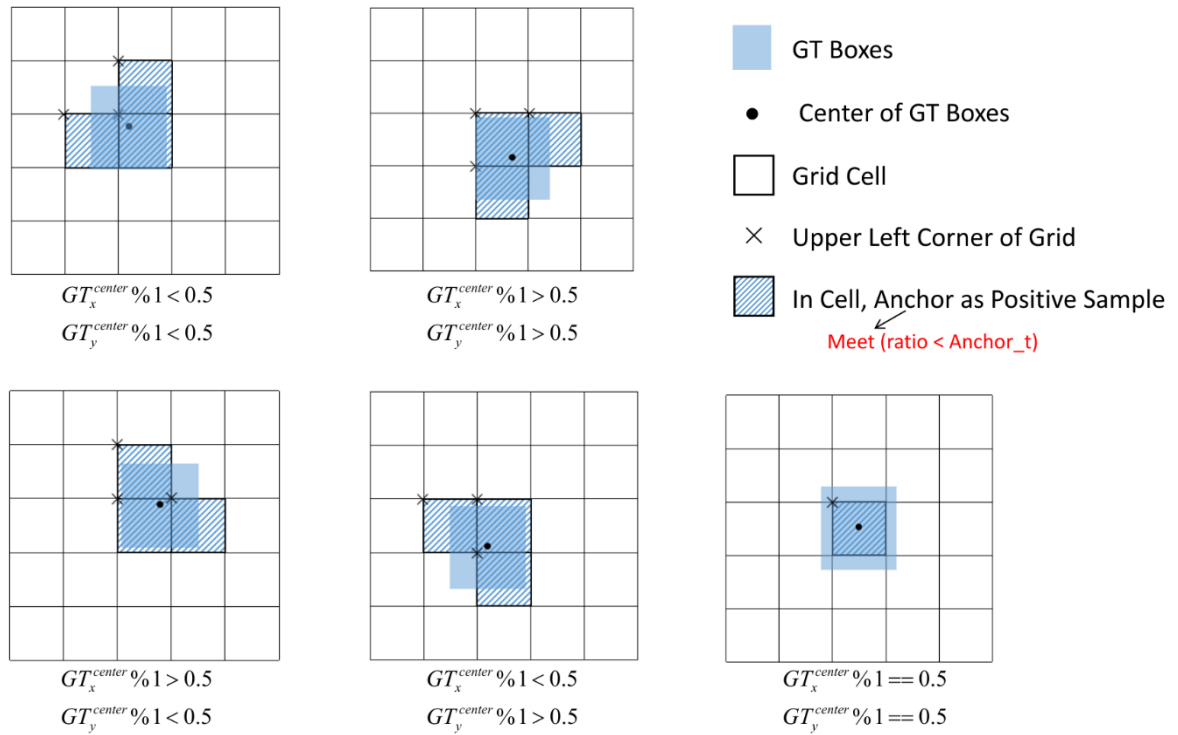 GT Boxes
Center of GT Boxes
Grid Cell
Upper Left Corner of Grid
In Cell, Anchor as Positive Sample
Meet (ratio < Anchor_t)
GT_x^{center} %1 < 0.5
GT_y^{center} %1 < 0.5
GT_x^{center} %1 > 0.5
GT_y^{center} %1 > 0.5
GT_x^{center} %1 > 0.5
GT_y^{center} %1 < 0.5
GT_x^{center} %1 < 0.5
GT_y^{center} %1 > 0.5
GT_x^{center} %1 == 0.5
GT_y^{center} %1 == 0.5